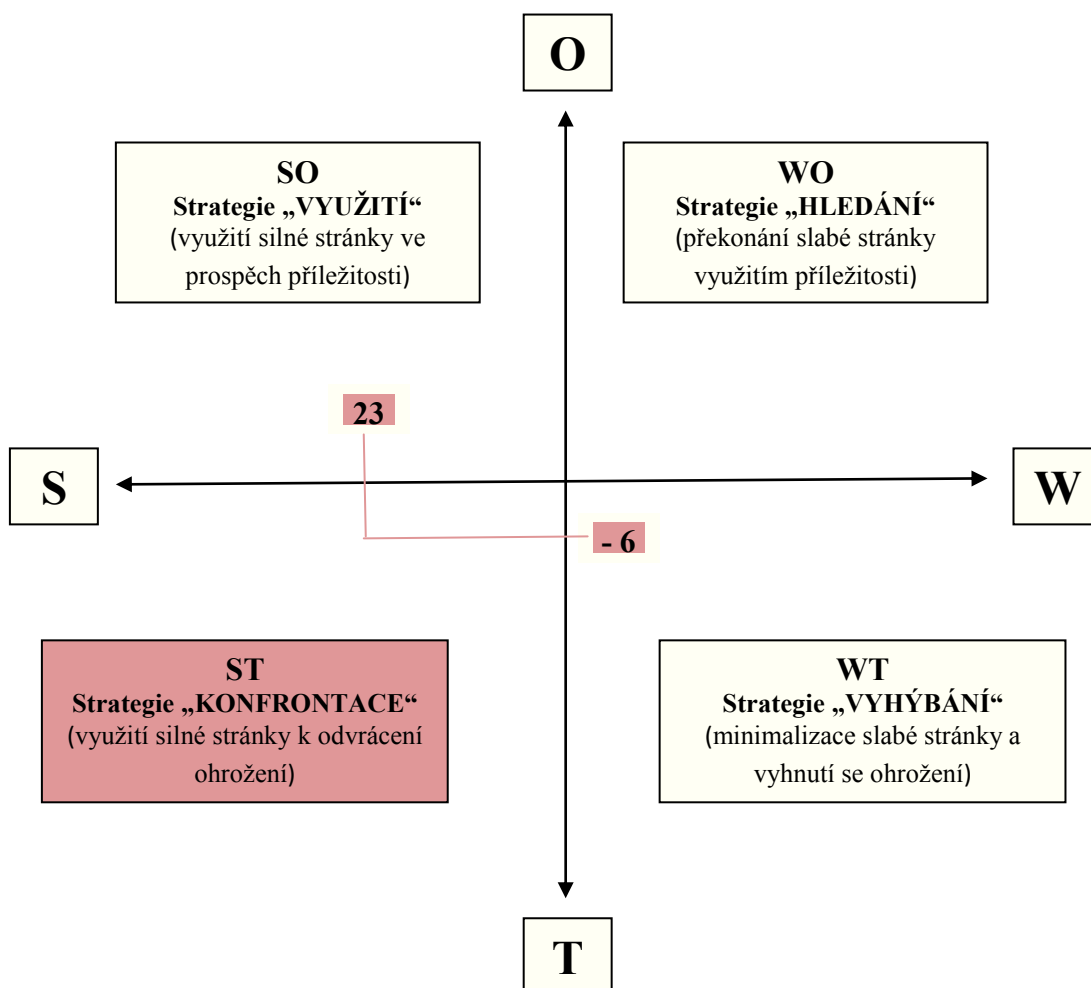 O
SO
Strategie „VYUŽITÍ“
(využití silné stránky ve
prospěch příležitosti)
WO
Strategie „HLEDÁNÍ“
(překonání slabé stránky
využitím příležitosti)
23
S
W
- 6
ST
Strategie „KONFRONTACE“
(využití silné stránky k odvrácení
ohrožení)
WT
Strategie „VYHÝBÁNÍ“
(minimalizace slabé stránky a
vyhnutí se ohrožení)
T